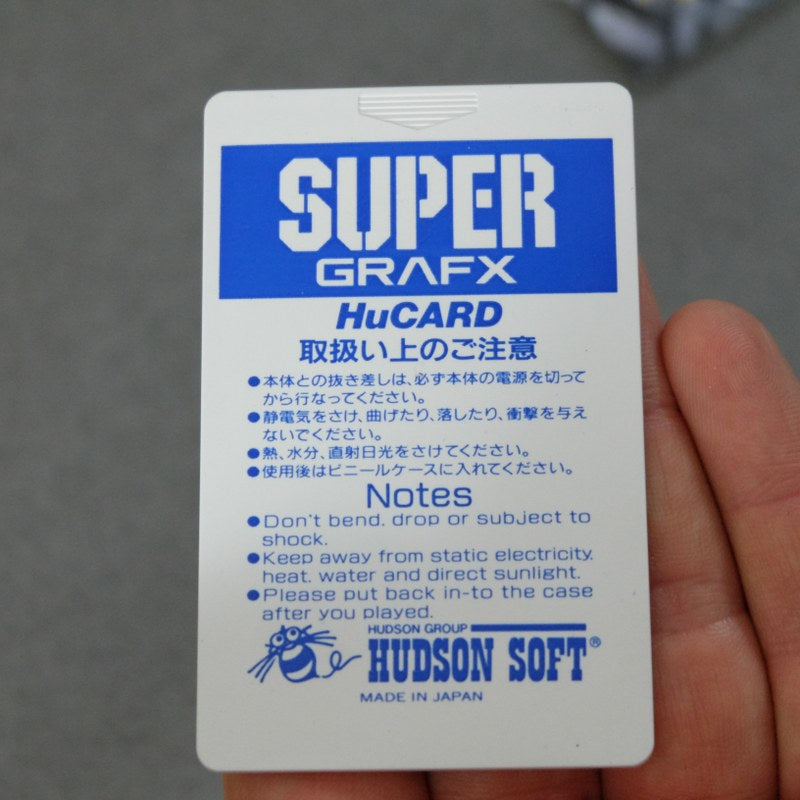 SUPER
GRAFX
HuCARD
取扱い上のご注意
●本体との抜き差しは、必ず本体の電源を切って
から行なってください。
●静電気をさけ、曲げたり、落したり、衝撃を与え
ないでください。
●熱、水分、直射日光をさけてください。
●使用後はビニールケースに入れてください。
Notes
●Don't bend. drop or subject to
shock.
●Keep away from static electricity.
heat. water and direct sunlight.
●Please put back in-to the case
after you played.
HUDSON GROUP
HUDSON SOFT®
MADE IN JAPAN